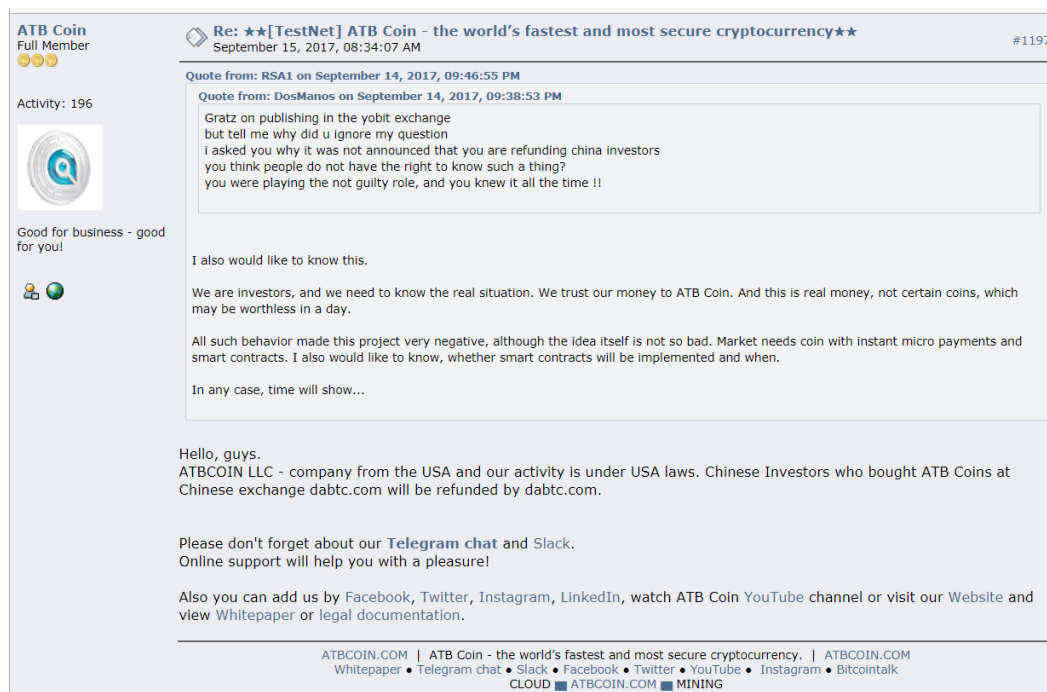 ATB Coin
Full Member
Activity: 196
Good for business - good
for you!
Re: ★★[TestNet] ATB Coin - the world’s fastest and most secure cryptocurrency★★
September 15, 2017, 08:34:07 AM
#1197
Quote from: RSA1 on September 14, 2017, 09:46:55 PM
Quote from: DosManos on September 14, 2017, 09:38:53 PM
Gratz on publishing in the yobit exchange
but tell me why did u ignore my question
i asked you why it was not announced that you are refunding china investors
you think people do not have the right to know such a thing?
you were playing the not guilty role, and you knew it all the time !!
I also would like to know this.
We are investors, and we need to know the real situation. We trust our money to ATB Coin. And this is real money, not certain coins, which
may be worthless in a day.
All such behavior made this project very negative, although the idea itself is not so bad. Market needs coin with instant micro payments and
smart contracts. I also would like to know, whether smart contracts will be implemented and when.
In any case, time will show...
Hello, guys.
ATBCOIN LLC - company from the USA and our activity is under USA laws. Chinese Investors who bought ATB Coins at
Chinese exchange dabtc.com will be refunded by dabtc.com.
Please don't forget about our Telegram chat and Slack.
Online support will help you with a pleasure!
Also you can add us by Facebook, Twitter, Instagram, LinkedIn, watch ATB Coin YouTube channel or visit our Website and
view Whitepaper or legal documentation.
ATBCOIN.COM | ATB Coin - the world’s fastest and most secure cryptocurrency. | ATBCOIN.COM
Whitepaper ● Telegram chat ● Slack ● Facebook ● Twitter ● YouTube ● Instagram ● Bitcointalk
CLOUD ▅ ATBCOIN.COM ▅ MINING